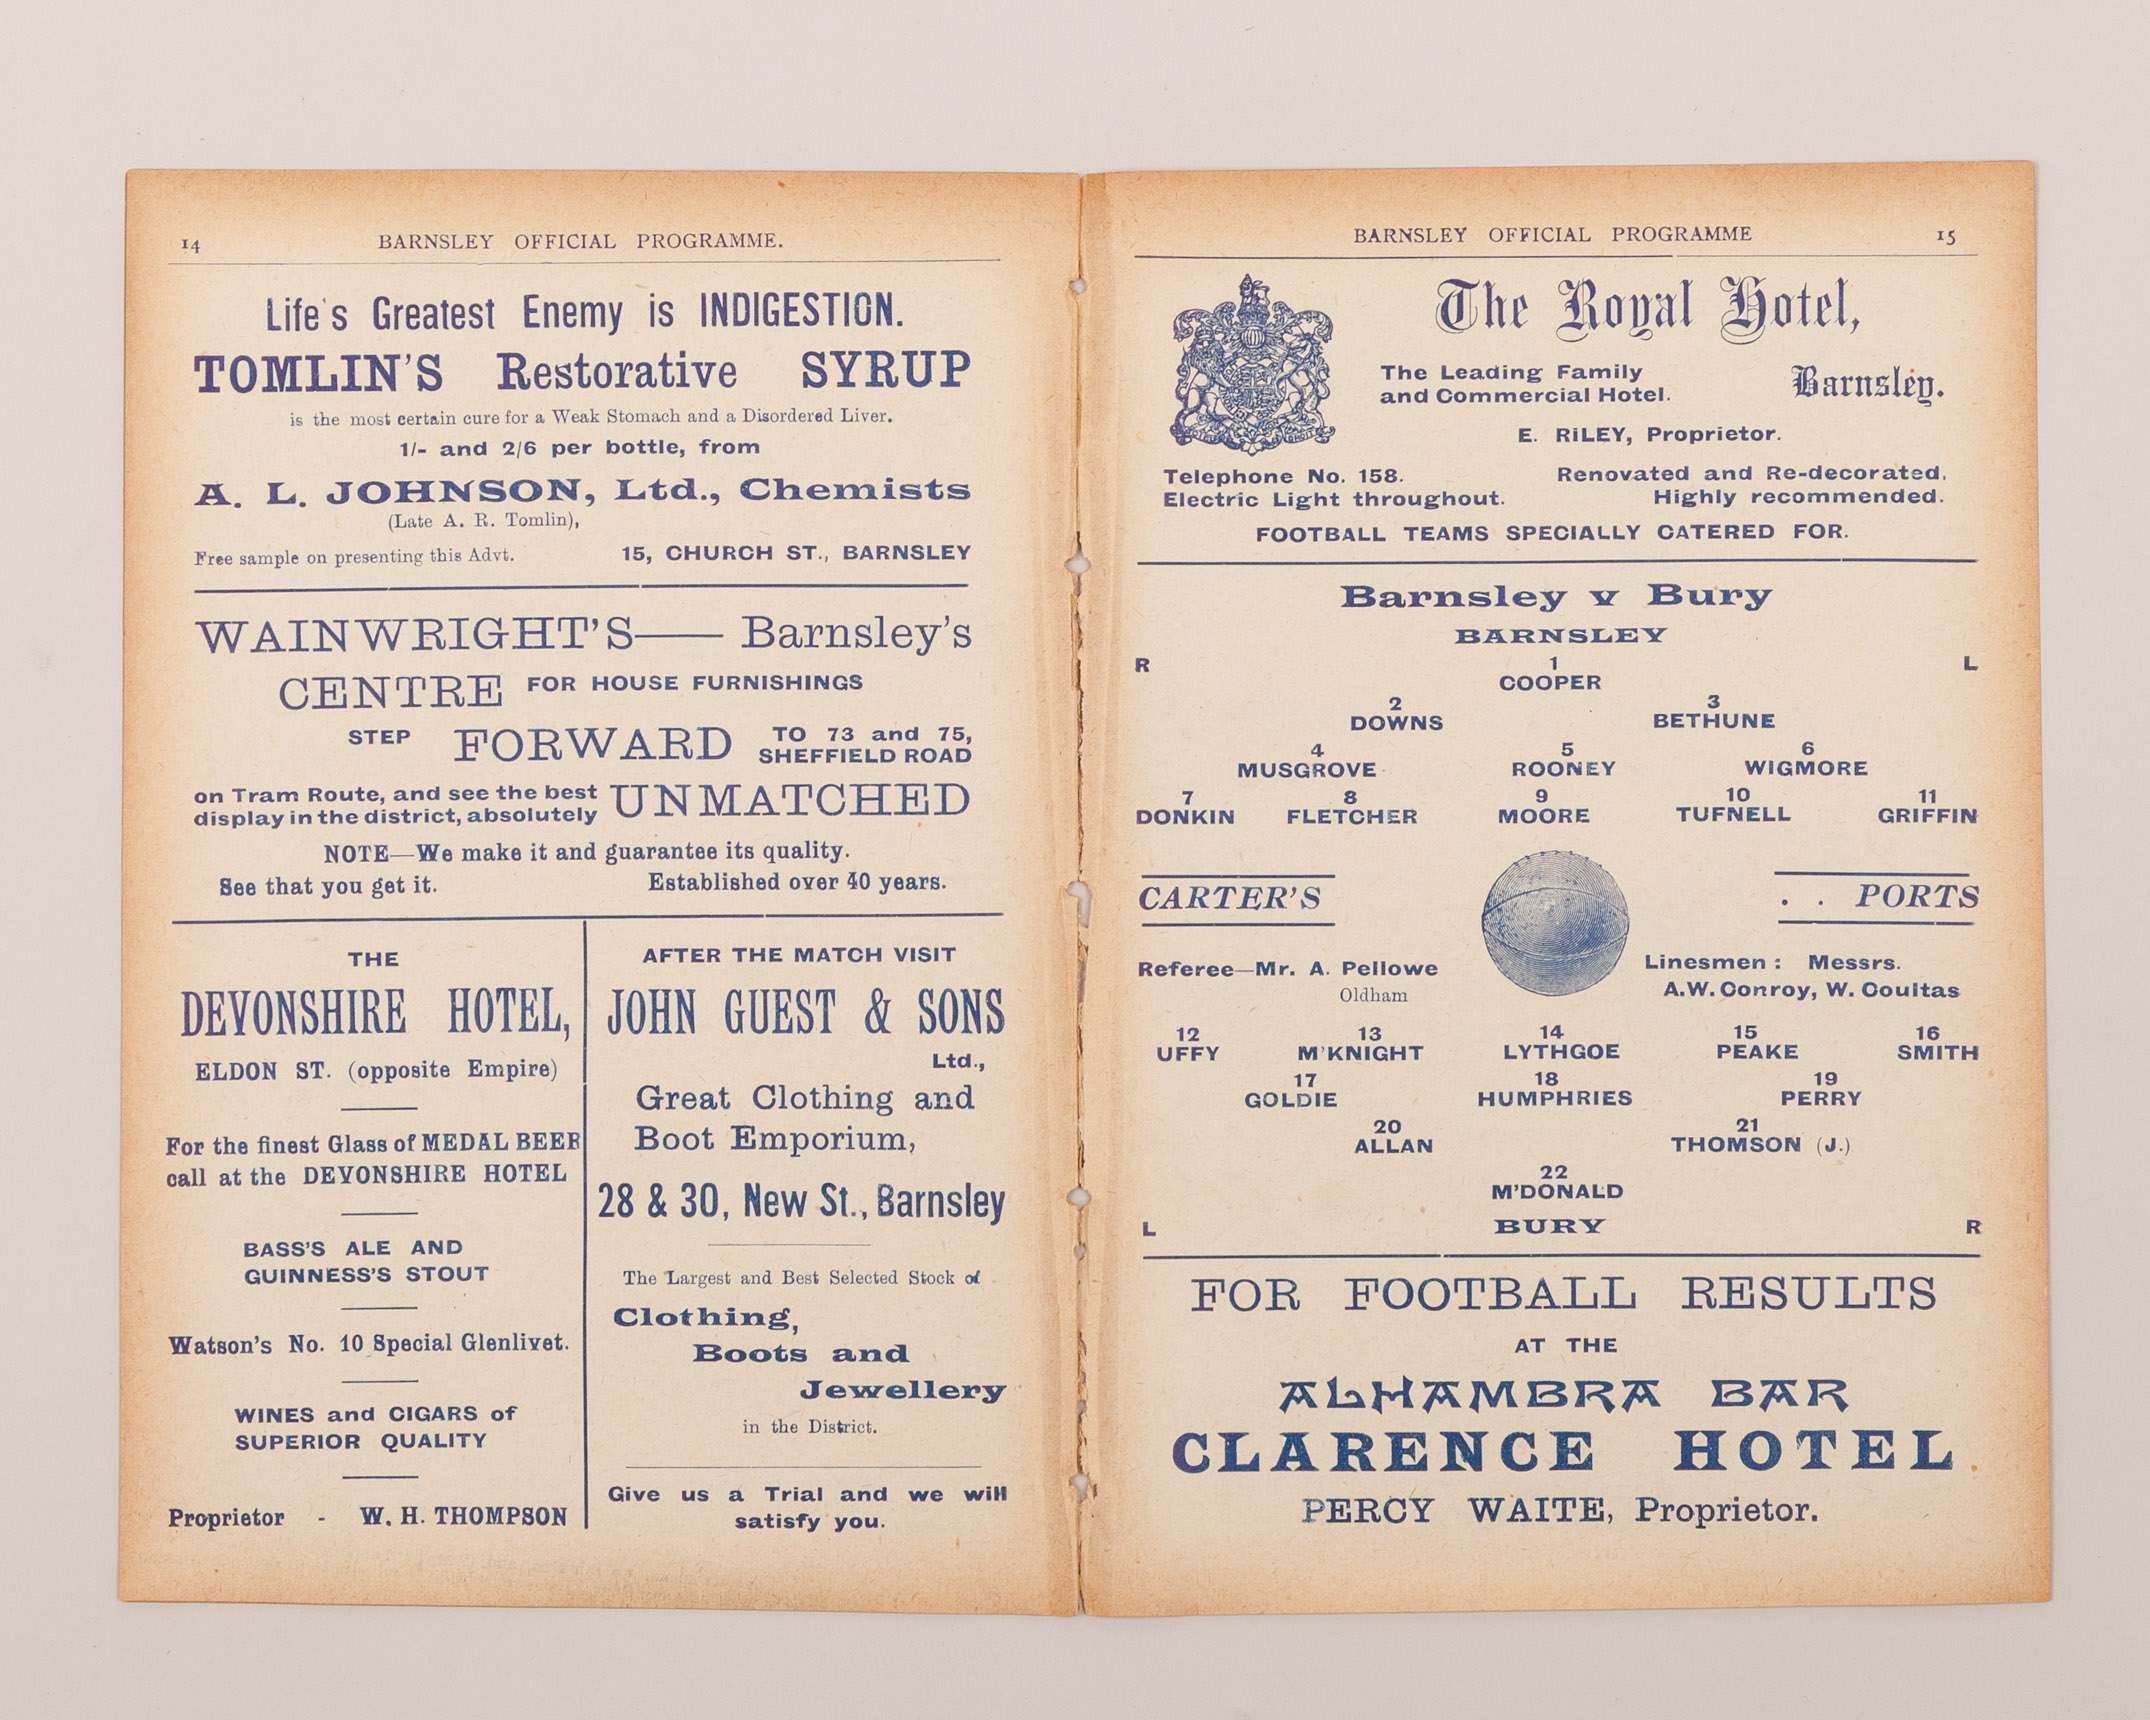 14 BARNSLEY OFFICIAL PROGRAMME.
Life's Greatest Enemy is INDIGESTION.
TOMLIN'S Restorative SYRUP
is the most certain cure for a Weak Stomach and a Disordered Liver.
1/- and 2/6 per bottle, from
A. L. JOHNSON, Ltd., Chemists
(Late A. R. Tomlin),
Free sample on presenting this Advt. 15, CHURCH ST., BARNSLEY
WAINWRIGHT'S— Barnsley's
CENTRE FOR HOUSE FURNISHINGS
STEP FORWARD TO 73 and 75,
SHEFFIELD ROAD
on Tram Route, and see the best
display in the district, absolutely UNMATCHED
NOTE—We make it and guarantee its quality.
See that you get it. Established over 40 years.
THE
DEVONSHIRE HOTEL,
ELDON ST. (opposite Empire)
For the finest Glass of MEDAL BEER
call at the DEVONSHIRE HOTEL
BASS'S ALE AND
GUINNESS'S STOUT
Watson's No. 10 Special Glenlivet.
WINES and CIGARS of
SUPERIOR QUALITY
Proprietor - W. H. THOMPSON
AFTER THE MATCH VISIT
JOHN GUEST & SONS
Ltd.,
Great Clothing and
Boot Emporium,
28 & 30, New St., Barnsley
The Largest and Best Selected Stock of
Clothing,
Boots and
Jewellery
in the District.
Give us a Trial and we will
satisfy you.
BARNSLEY OFFICIAL PROGRAMME 15
The Royal Hotel,
The Leading Family
and Commercial Hotel. Barnsley.
E. RILEY, Proprietor.
Telephone No. 158. Renovated and Re-decorated.
Electric Light throughout. Highly recommended.
FOOTBALL TEAMS SPECIALLY CATERED FOR.
Barnsley v Bury
BARNSLEY
R 1 L
COOPER
2 3
DOWNS BETHUNE
4 5 6
MUSGROVE ROONEY WIGMORE
7 8 9 10 11
DONKIN FLETCHER MOORE TUFNELL GRIFFIN
CARTER'S . . PORTS
Referee—Mr. A. Pellowe
Oldham
Linesmen: Messrs.
A.W. Conroy, W. Coultas
12 13 14 15 16
UFFY M'KNIGHT LYTHGOE PEAKE SMITH
17 18 19
GOLDIE HUMPHRIES PERRY
20 21
ALLAN THOMSON (J.)
22
M'DONALD
L BURY R
FOR FOOTBALL RESULTS
AT THE
ALHAMBRA BAR
CLARENCE HOTEL
PERCY WAITE, Proprietor.